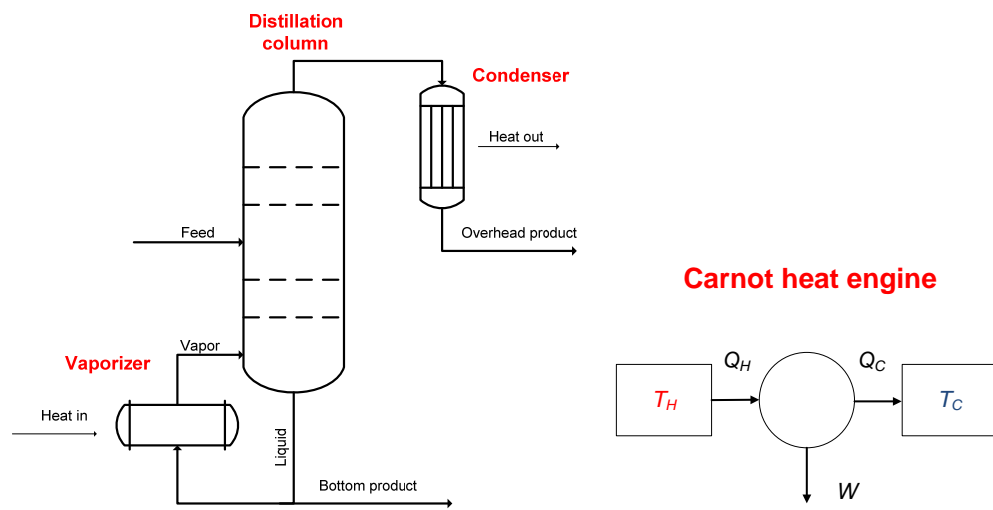 Distillation
column
Condenser
Heat out
Feed
Overhead product
Carnot heat engine
Vaporizer
Vapor
Q_H
Q_C
T_H
T_C
Heat in
Liquid
Bottom product
W